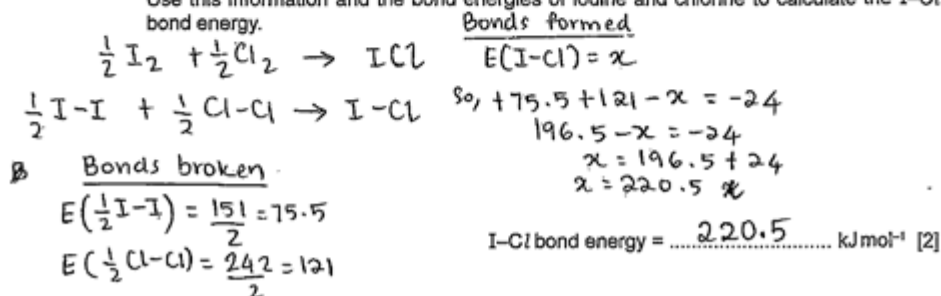 Use this information and the bond energies of iodine and chlorine to calculate the I–Cl
bond energy.
½ I₂ + ½ Cl₂ → ICl
½ I-I + ½ Cl-Cl → I-Cl
B Bonds broken
E(½ I-I) = 151/2 = 75.5
E(½ Cl-Cl) = 242/2 = 121
Bonds formed
E(I-Cl) = x
So, +75.5 + 121 - x = -24
196.5 - x = -24
x = 196.5 + 24
x = 220.5
I–Cl bond energy = ....220.5.... kJ mol⁻¹ [2]